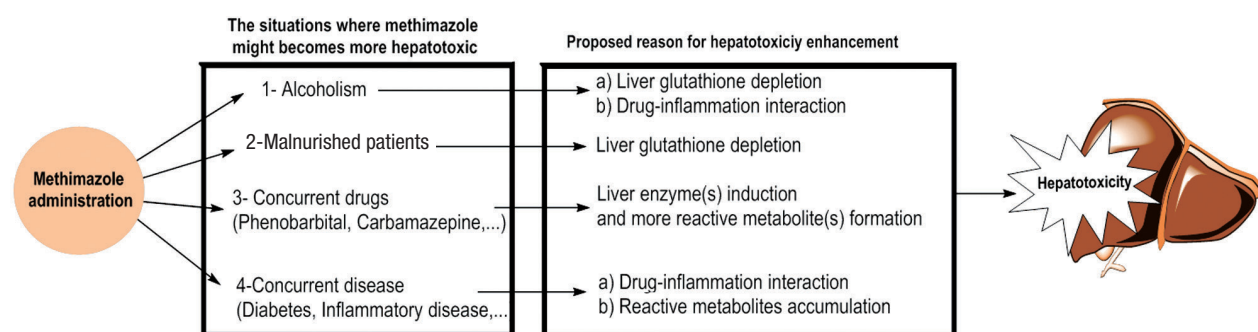 The situations where methimazole
might becomes more hepatotoxic
Proposed reason for hepatotoxiciy enhancement
Methimazole
administration
1- Alcoholism
a) Liver glutathione depletion
b) Drug-inflammation interaction
2-Malnurished patients
Liver glutathione depletion
3- Concurrent drugs
(Phenobarbital, Carbamazepine,...)
Liver enzyme(s) induction
and more reactive metabolite(s) formation
4-Concurrent disease
(Diabetes, Inflammatory disease,...
a) Drug-inflammation interaction
b) Reactive metabolites accumulation
Hepatotoxicity